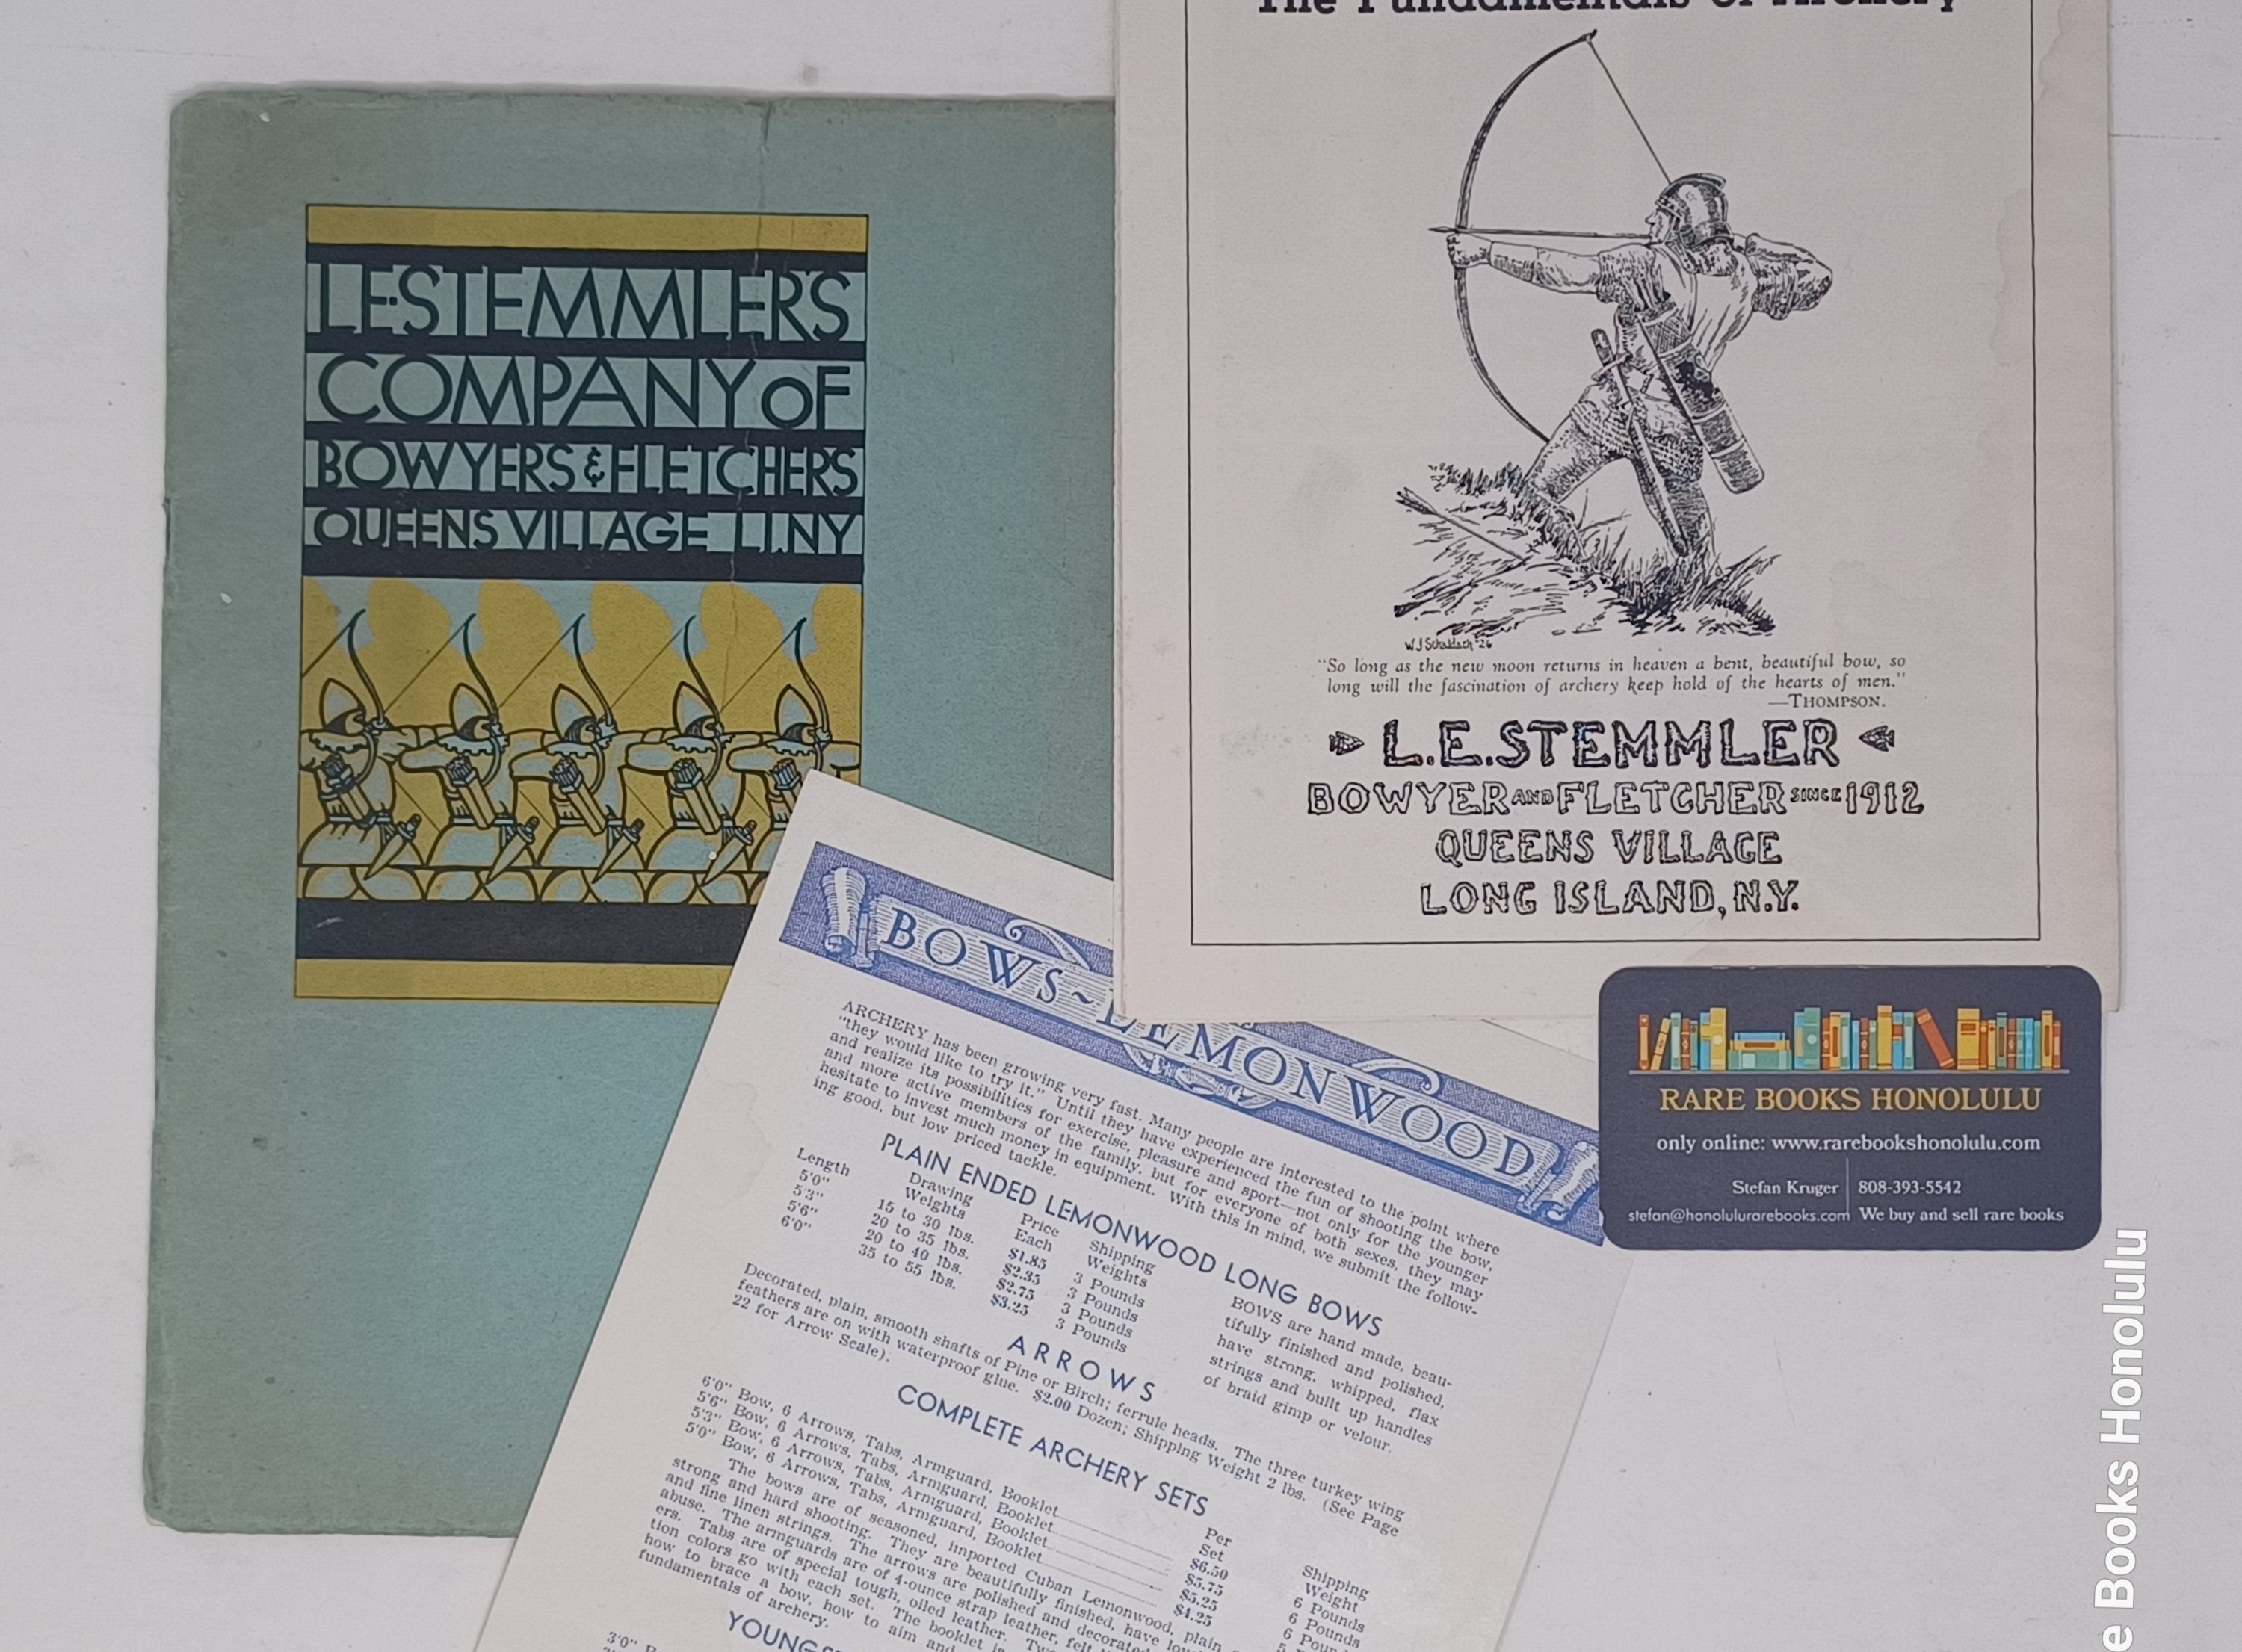 LESTEMMLER'S
COMPANY OF
BOWYERS & FLETCHERS
QUEENS VILLAGE L.I.N.Y
The Fundamentals of Archery
W J Schaldach '26
"So long as the new moon returns in heaven a bent, beautiful bow, so
long will the fascination of archery keep hold of the hearts of men."
—THOMPSON.
L.E.STEMMLER
BOWYER AND FLETCHER SINCE 1912
QUEENS VILLAGE
LONG ISLAND, N.Y.
BOWS~LEMONWOOD
ARCHERY has been growing very fast. Many people are interested to the point where
"they would like to try it." Until they have experienced the fun of shooting the bow,
and realize its possibilities for exercise, pleasure and sport—not only for the younger
and more active members of the family, but for everyone of both sexes, they may
hesitate to invest much money in equipment. With this in mind, we submit the follow-
ing good, but low priced tackle.
PLAIN ENDED LEMONWOOD LONG BOWS
Length Drawing Weights Price Each Shipping Weights
5'0" 15 to 30 lbs. $1.85 3 Pounds
5'3" 20 to 35 lbs. $2.35 3 Pounds
5'6" 20 to 40 lbs. $2.75 3 Pounds
6'0" 35 to 55 lbs. $3.25 3 Pounds
BOWS are hand made, beau-
tifully finished and polished,
have strong, whipped, flax
strings and built up handles
of braid gimp or velour.
ARROWS
Decorated, plain, smooth shafts of Pine or Birch; ferrule heads. The three turkey wing
feathers are on with waterproof glue. $2.00 Dozen; Shipping Weight 2 lbs. (See Page
22 for Arrow Scale).
COMPLETE ARCHERY SETS
Per Set Shipping Weight
6'0" Bow, 6 Arrows, Tabs, Armguard, Booklet $6.50 6 Pounds
5'6" Bow, 6 Arrows, Tabs, Armguard, Booklet $5.75 6 Pounds
5'3" Bow, 6 Arrows, Tabs, Armguard, Booklet $5.25 6 Pounds
5'0" Bow, 6 Arrows, Tabs, Armguard, Booklet $4.25
The bows are of seasoned, imported Cuban Lemonwood, plain
strong and hard shooting. They are beautifully finished, have
and fine linen strings. The arrows are polished and decorated
abuse. The armguards are of 4-ounce strap leather, felt
ers. Tabs are of special tough, oiled leather.
tion colors go with each set. The booklet is
how to brace a bow, how to aim and
fundamentals of archery.
3'0"
RARE BOOKS HONOLULU
only online: www.rarebookshonolulu.com
Stefan Kruger 808-393-5542
stefan@honolulurarebooks.com We buy and sell rare books
Books Honolulu